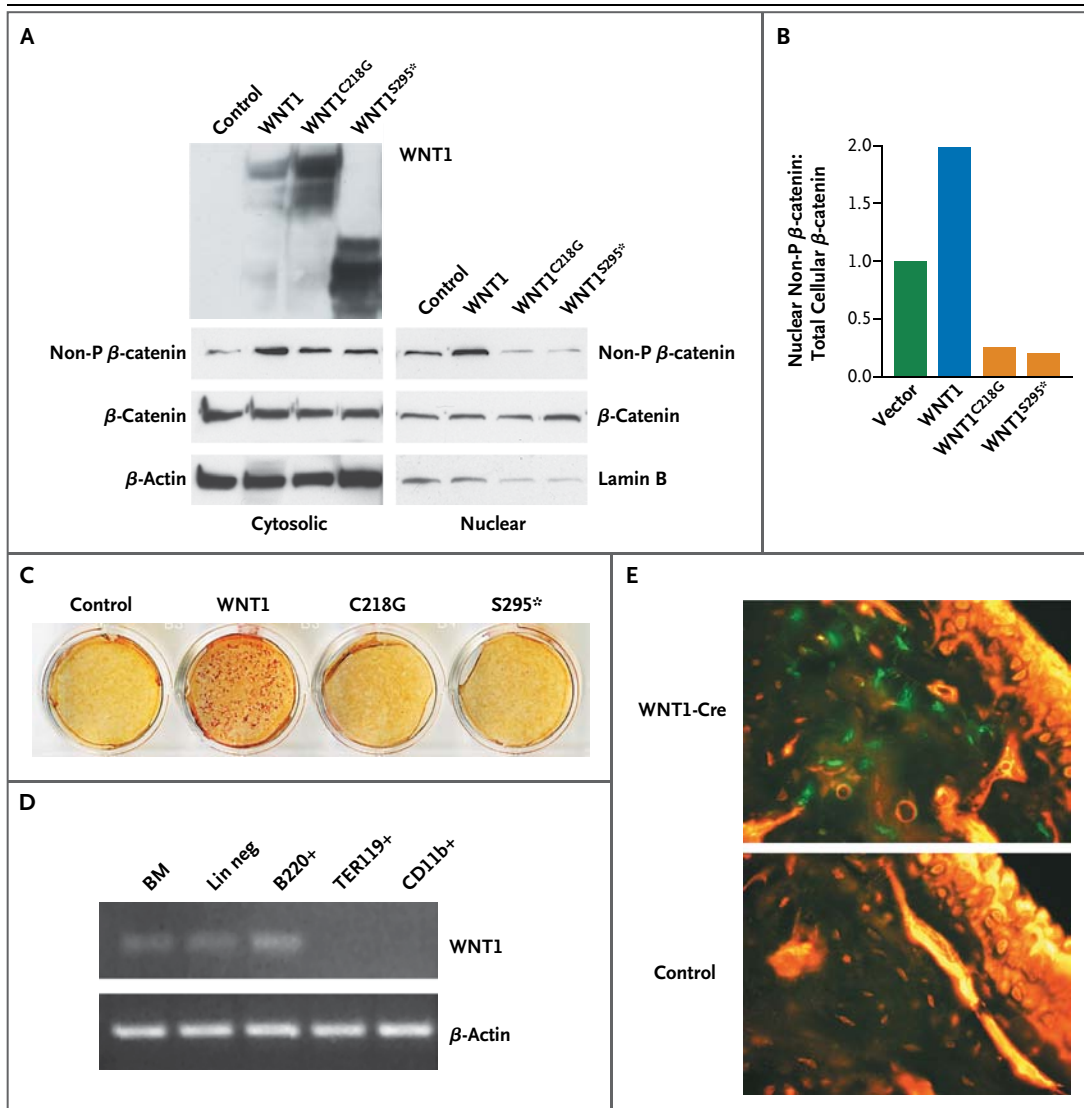 A
Control
WNT1
WNT1C218G
WNT1S295*
WNT1
Control
WNT1
WNT1C218G
WNT1S295*
Non-P β-catenin
Non-P β-catenin
β-Catenin
β-Catenin
β-Actin
Lamin B
Cytosolic
Nuclear
B
Nuclear Non-P β-catenin:
Total Cellular β-catenin
2.0
1.5
1.0
0.5
0.0
Vector
WNT1
WNT1C218G
WNT1S295*
C
Control
WNT1
C218G
S295*
D
BM
Lin neg
B220+
TER119+
CD11b+
WNT1
β-Actin
E
WNT1-Cre
Control